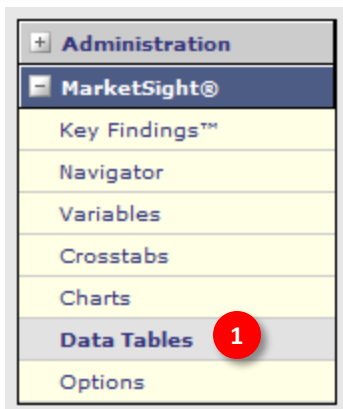 + Administration
- MarketSight®
Key Findings™
Navigator
Variables
Crosstabs
Charts
Data Tables 1
Options